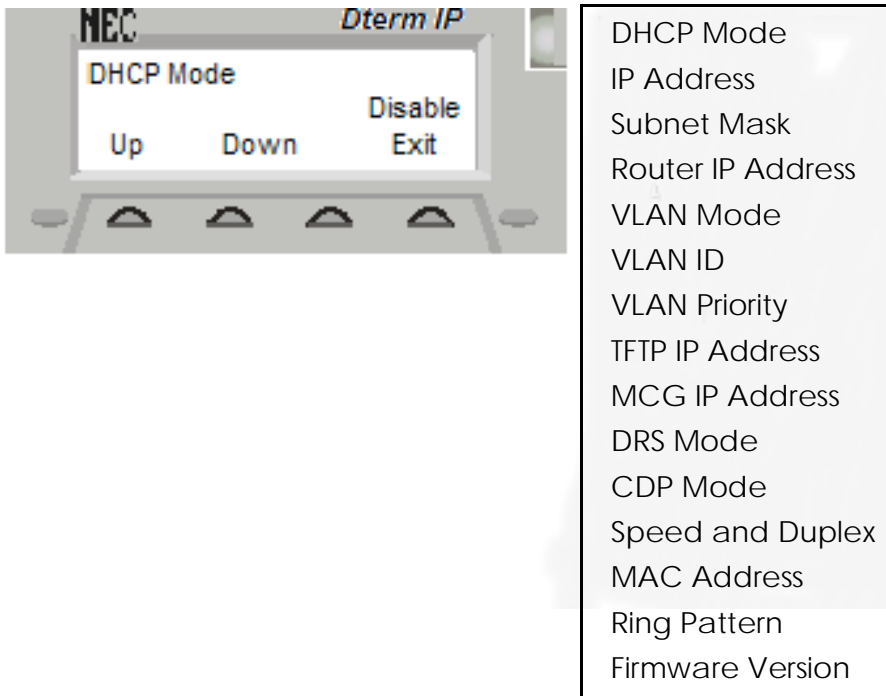 NEC Dterm IP
DHCP Mode
Disable
Up Down Exit
DHCP Mode
IP Address
Subnet Mask
Router IP Address
VLAN Mode
VLAN ID
VLAN Priority
TFTP IP Address
MCG IP Address
DRS Mode
CDP Mode
Speed and Duplex
MAC Address
Ring Pattern
Firmware Version